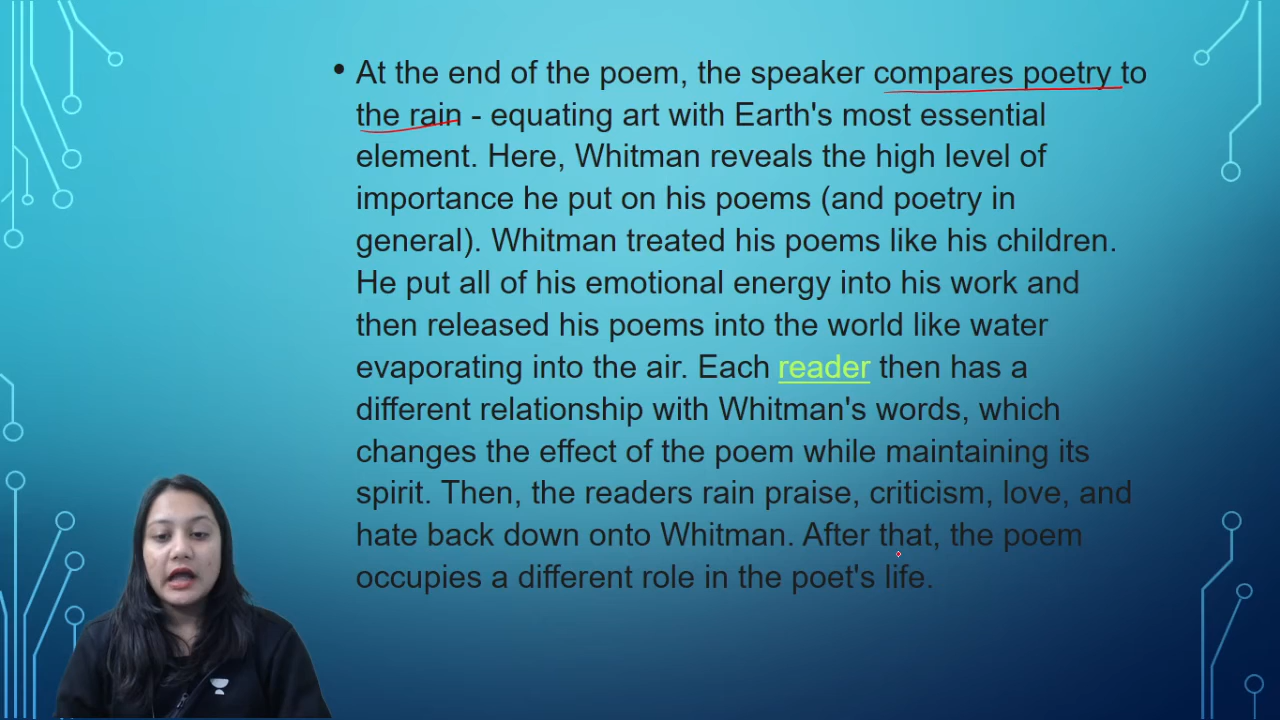 • At the end of the poem, the speaker compares poetry to
the rain - equating art with Earth's most essential
element. Here, Whitman reveals the high level of
importance he put on his poems (and poetry in
general). Whitman treated his poems like his children.
He put all of his emotional energy into his work and
then released his poems into the world like water
evaporating into the air. Each reader then has a
different relationship with Whitman's words, which
changes the effect of the poem while maintaining its
spirit. Then, the readers rain praise, criticism, love, and
hate back down onto Whitman. After that, the poem
occupies a different role in the poet's life.